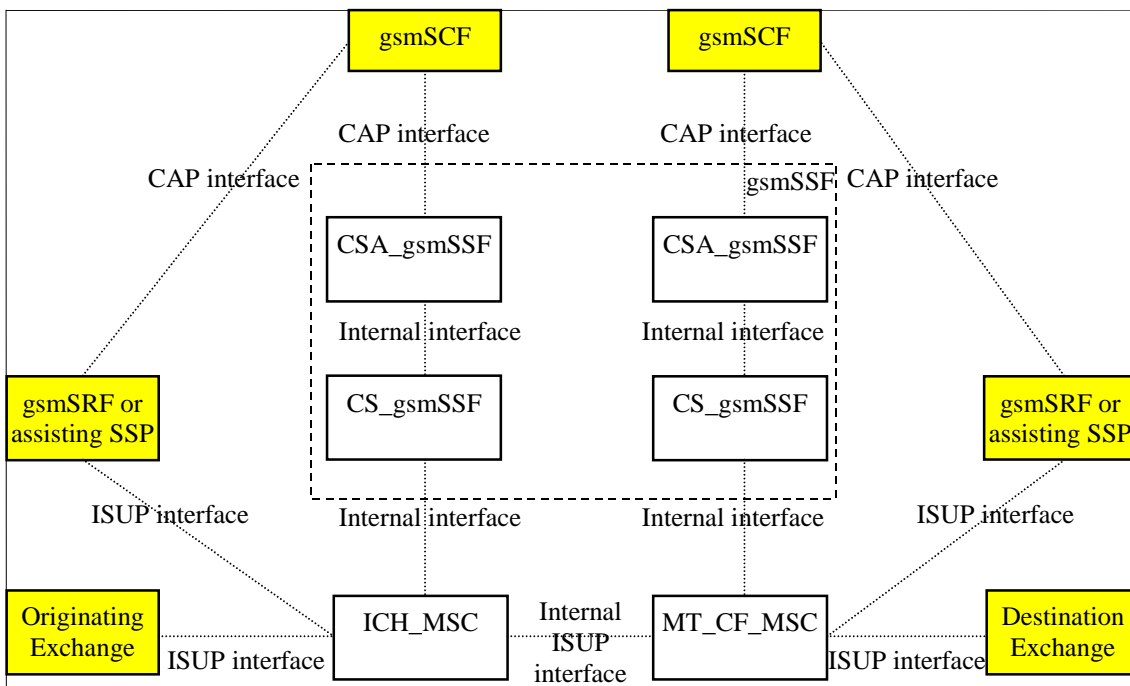 gsmSCF
gsmSCF
CAP interface
CAP interface
CAP interface
gsmSSF
CAP interface
CSA_gsmSSF
CSA_gsmSSF
Internal interface
Internal interface
gsmSRF or
assisting SSP
CS_gsmSSF
CS_gsmSSF
gsmSRF or
assisting SSP
ISUP interface
Internal interface
Internal interface
ISUP interface
Originating
Exchange
ISUP interface
ICH_MSC
Internal
ISUP
interface
MT_CF_MSC
ISUP interface
Destination
Exchange